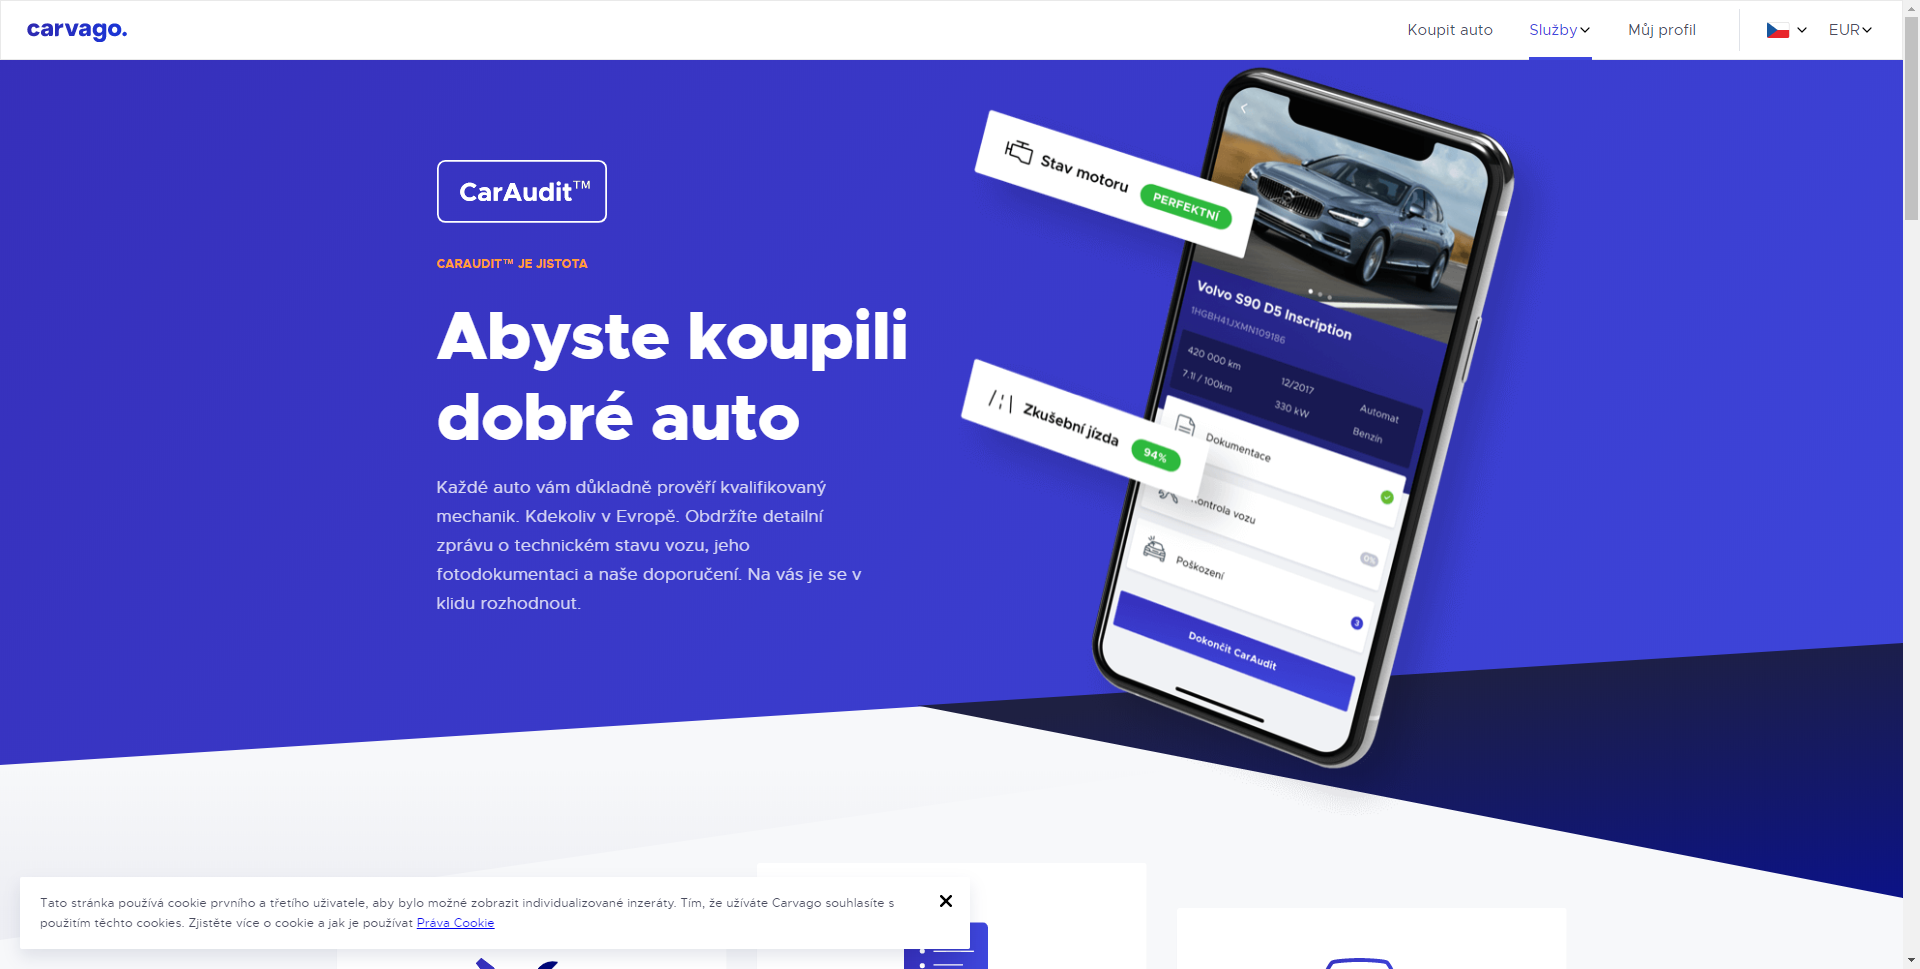 carvago.
Koupit auto
Služby
Můj profil
EUR
CarAudit™
CARAUDIT™ JE JISTOTA
Abyste koupili
dobré auto
Každé auto vám důkladně prověří kvalifikovaný
mechanik. Kdekoliv v Evropě. Obdržíte detailní
zprávu o technickém stavu vozu, jeho
fotodokumentaci a naše doporučení. Na vás je se v
klidu rozhodnout.
Stav motoru
PERFEKTNÍ
Volvo S90 D5 Inscription
1HGBH41JXMN109186
420 000 km
12/2017
Automat
7.1l / 100km
330 kW
Benzín
Zkušební jízda
94%
Dokumentace
Kontrola vozu
0%
Poškození
3
Dokončit CarAudit
Tato stránka používá cookie prvního a třetího uživatele, aby bylo možné zobrazit individualizované inzeráty. Tím, že užíváte Carvago souhlasíte s
použitím těchto cookies. Zjistěte více o cookie a jak je používat Práva Cookie